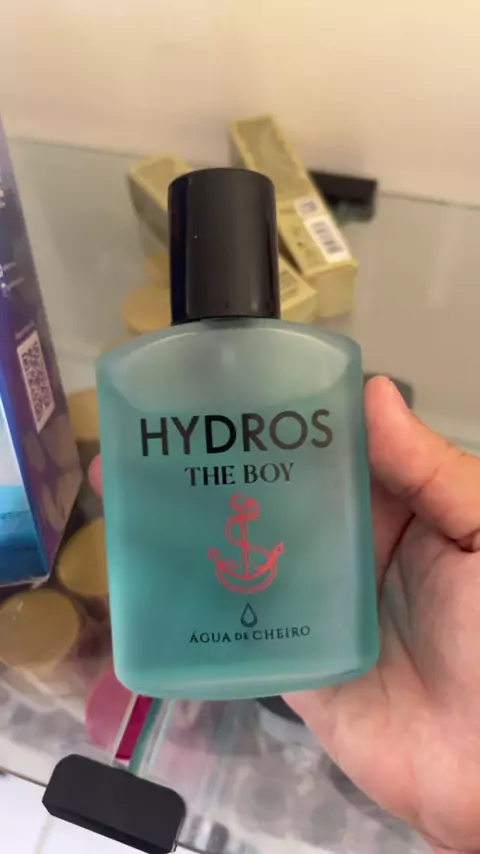 HYDROS
THE BOY
ÁGUA DE CHEIRO